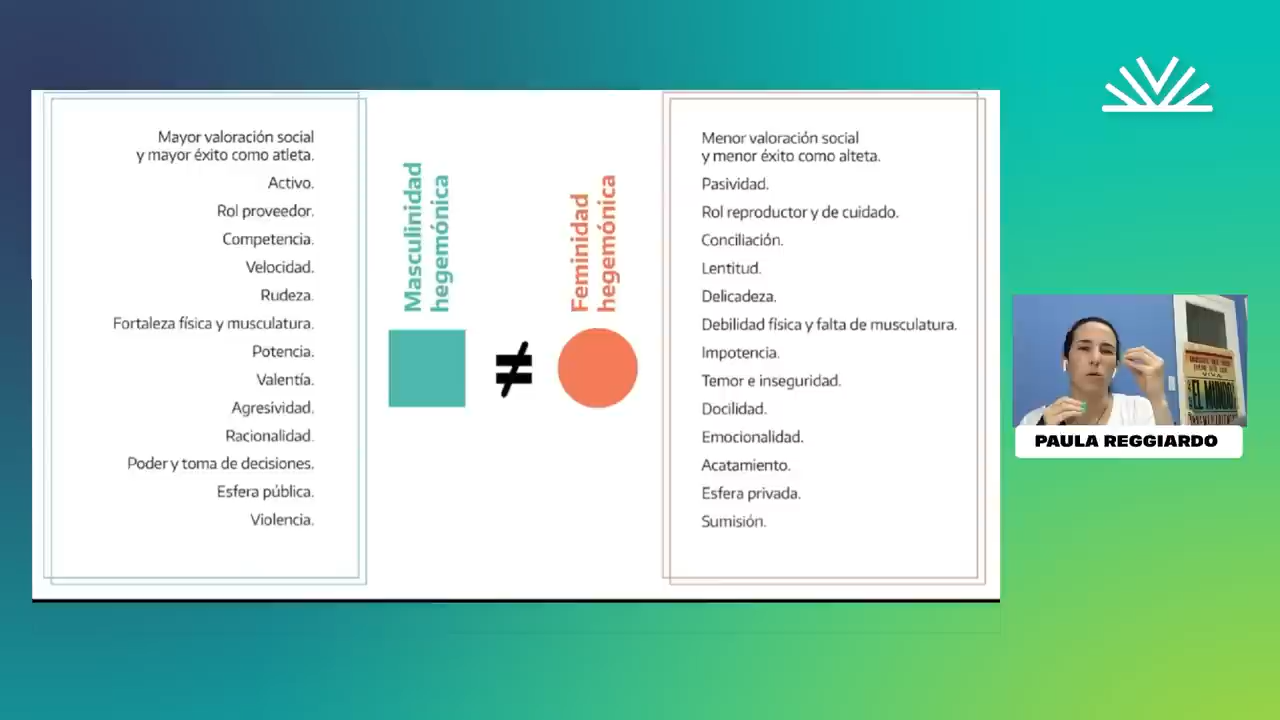 Mayor valoración social
y mayor éxito como atleta.
Activo.
Rol proveedor.
Competencia.
Velocidad.
Rudeza.
Fortaleza física y musculatura.
Potencia.
Valentía.
Agresividad.
Racionalidad.
Poder y toma de decisiones.
Esfera pública.
Violencia.
Masculinidad
hegemónica
≠
Feminidad
hegemónica
Menor valoración social
y menor éxito como alteta.
Pasividad.
Rol reproductor y de cuidado.
Conciliación.
Lentitud.
Delicadeza.
Debilidad física y falta de musculatura.
Impotencia.
Temor e inseguridad.
Docilidad.
Emocionalidad.
Acatamiento.
Esfera privada.
Sumisión.
EL MUNDO!
PAULA REGGIARDO